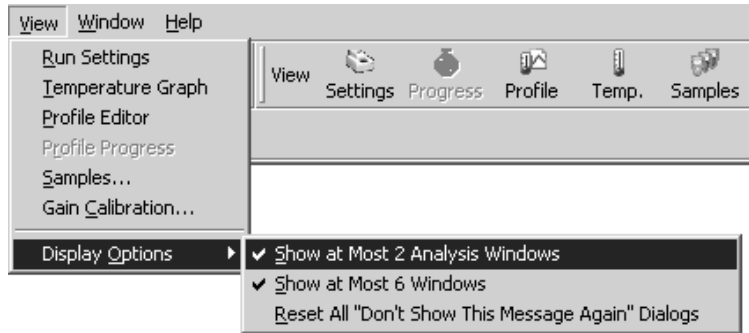 View Window Help
Run Settings
Temperature Graph
Profile Editor
Profile Progress
Samples...
Gain Calibration...
Display Options
View
Settings Progress Profile Temp. Samples
Show at Most 2 Analysis Windows
Show at Most 6 Windows
Reset All "Don't Show This Message Again" Dialogs